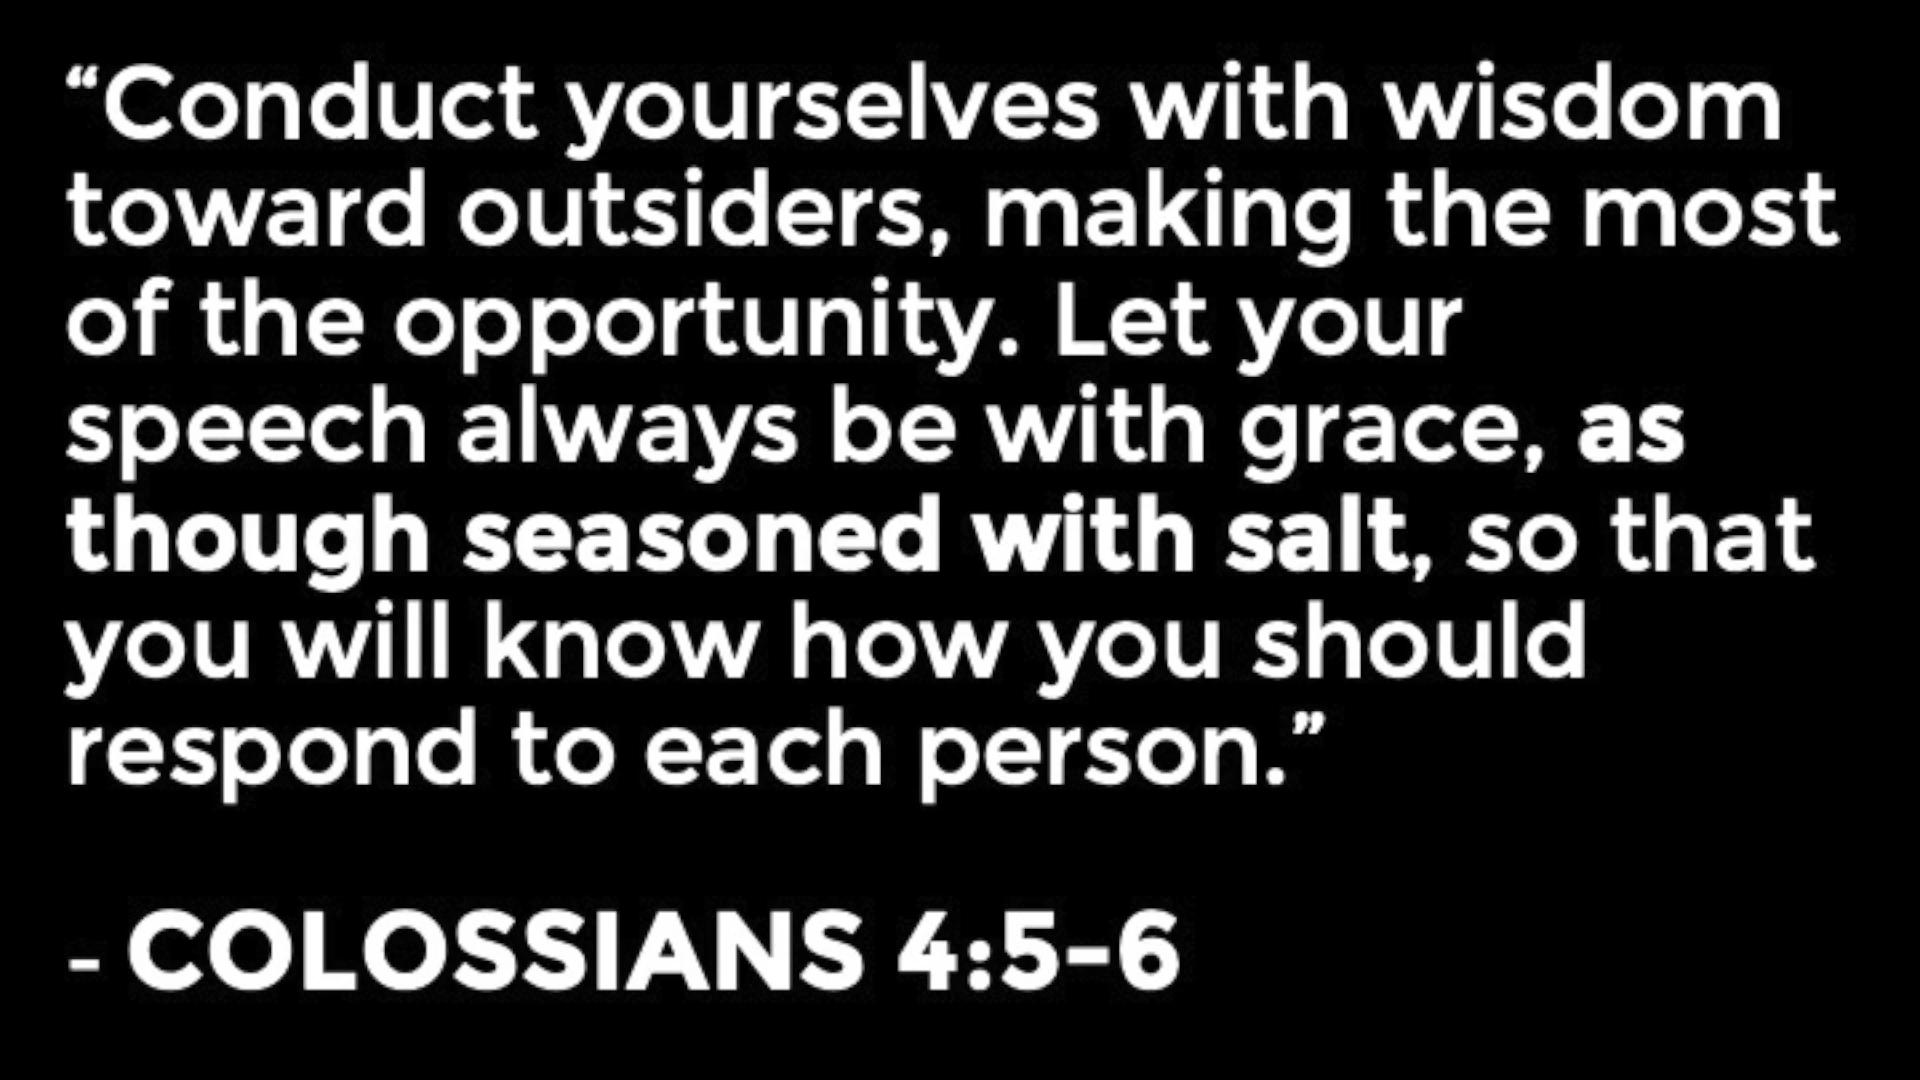 “Conduct yourselves with wisdom
toward outsiders, making the most
of the opportunity. Let your
speech always be with grace, as
though seasoned with salt, so that
you will know how you should
respond to each person.”
- COLOSSIANS 4:5-6